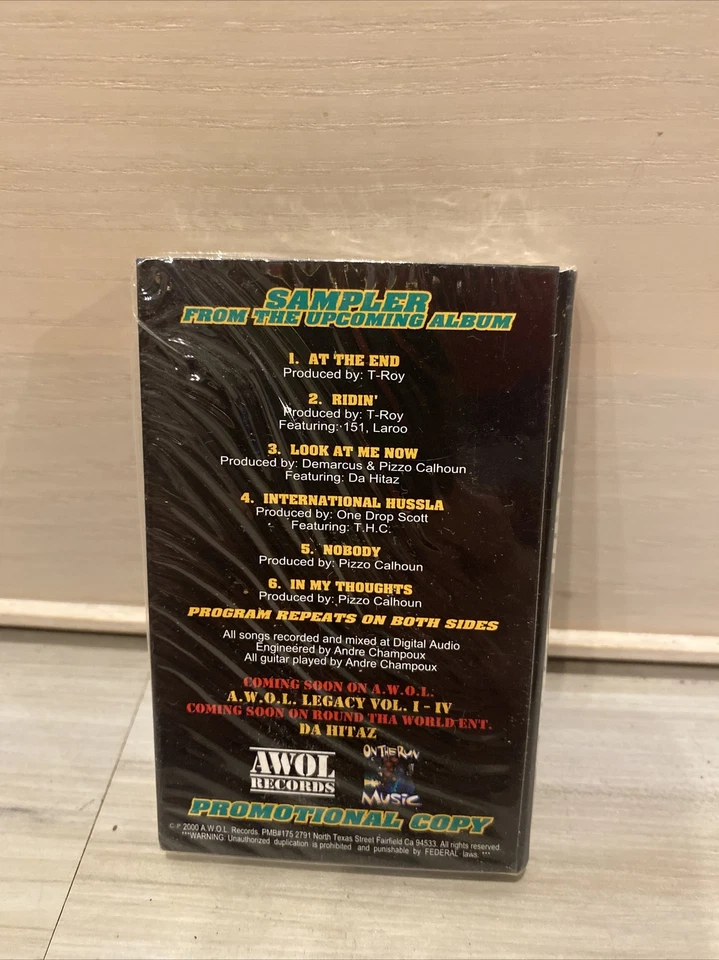 SAMPLER
FROM THE UPCOMING ALBUM
1. AT THE END
Produced by: T-Roy
2. RIDIN'
Produced by: T-Roy
Featuring: 151, Laroo
3. LOOK AT ME NOW
Produced by: Demarcus & Pizzo Calhoun
Featuring: Da Hitaz
4. INTERNATIONAL HUSSLA
Produced by: One Drop Scott
Featuring: T.H.C.
5. NOBODY
Produced by: Pizzo Calhoun
6. IN MY THOUGHTS
Produced by: Pizzo Calhoun
PROGRAM REPEATS ON BOTH SIDES
All songs recorded and mixed at Digital Audio
Engineered by Andre Champoux
All guitar played by Andre Champoux
COMING SOON ON A.W.O.L.
A.W.O.L. LEGACY VOL. I - IV
COMING SOON ON ROUND THA WORLD ENT.
DA HITAZ
AWOL
RECORDS
ON THE RUN
MUSIC
PROMOTIONAL COPY
© ℗ 2000 A.W.O.L. Records. PMB#175 2791 North Texas Street Fairfield Ca 94533. All rights reserved.
***WARNING: Unauthorized duplication is prohibited and punishable by FEDERAL laws. ***